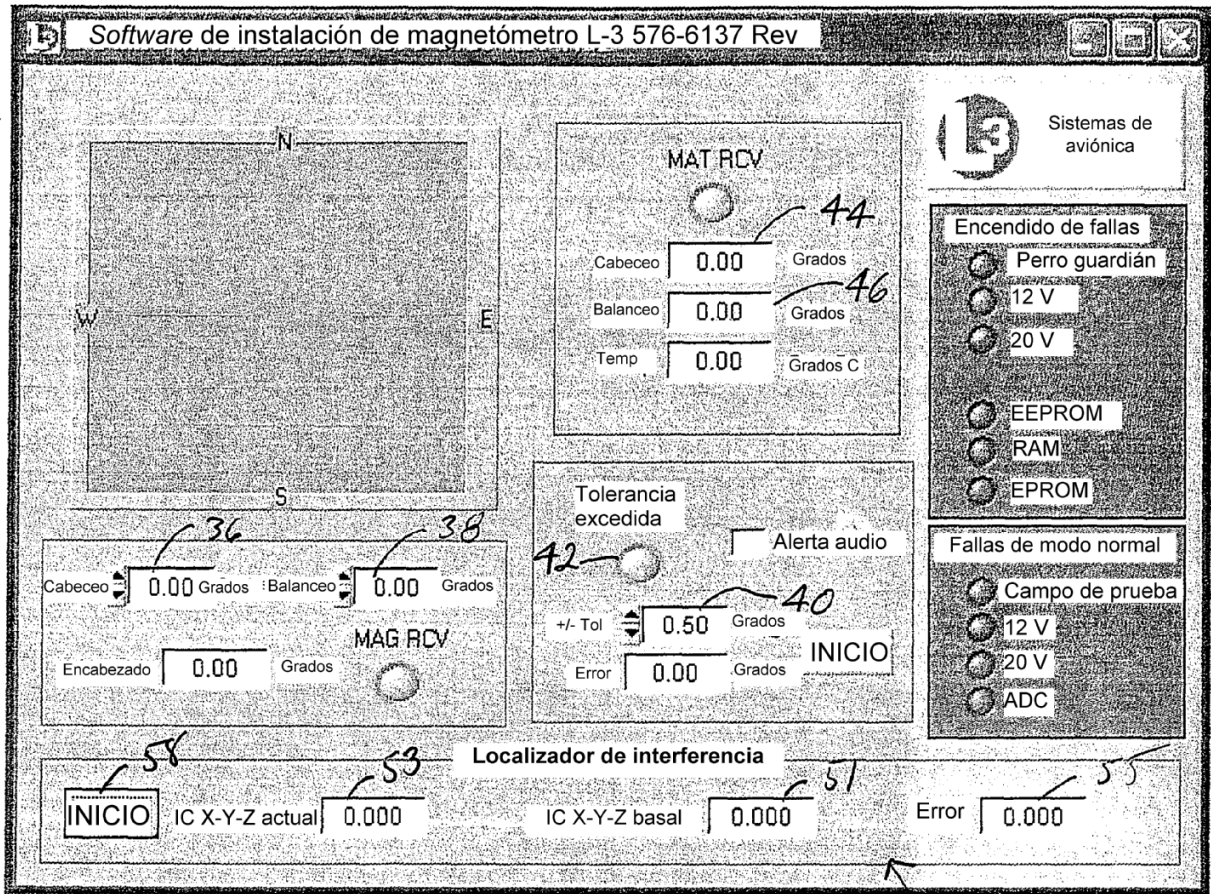 Software de instalación de magnetómetro L-3 576-6137 Rev
L3
Sistemas de
aviónica
N
W
E
S
MAT RCV
44
Cabeceo 0.00 Grados
46
Balanceo 0.00 Grados
Temp 0.00 Grados C
Encendido de fallas
Perro guardián
12 V
20 V
EEPROM
RAM
EPROM
36
38
Cabeceo 0.00 Grados Balanceo 0.00 Grados
MAG RCV
Encabezado 0.00 Grados
Tolerancia
excedida
42
Alerta audio
40
+/- Tol 0.50 Grados
INICIO
Error 0.00 Grados
Fallas de modo normal
Campo de prueba
12 V
20 V
ADC
Localizador de interferencia
58
53
51
55
INICIO IC X-Y-Z actual 0.000 IC X-Y-Z basal 0.000 Error 0.000